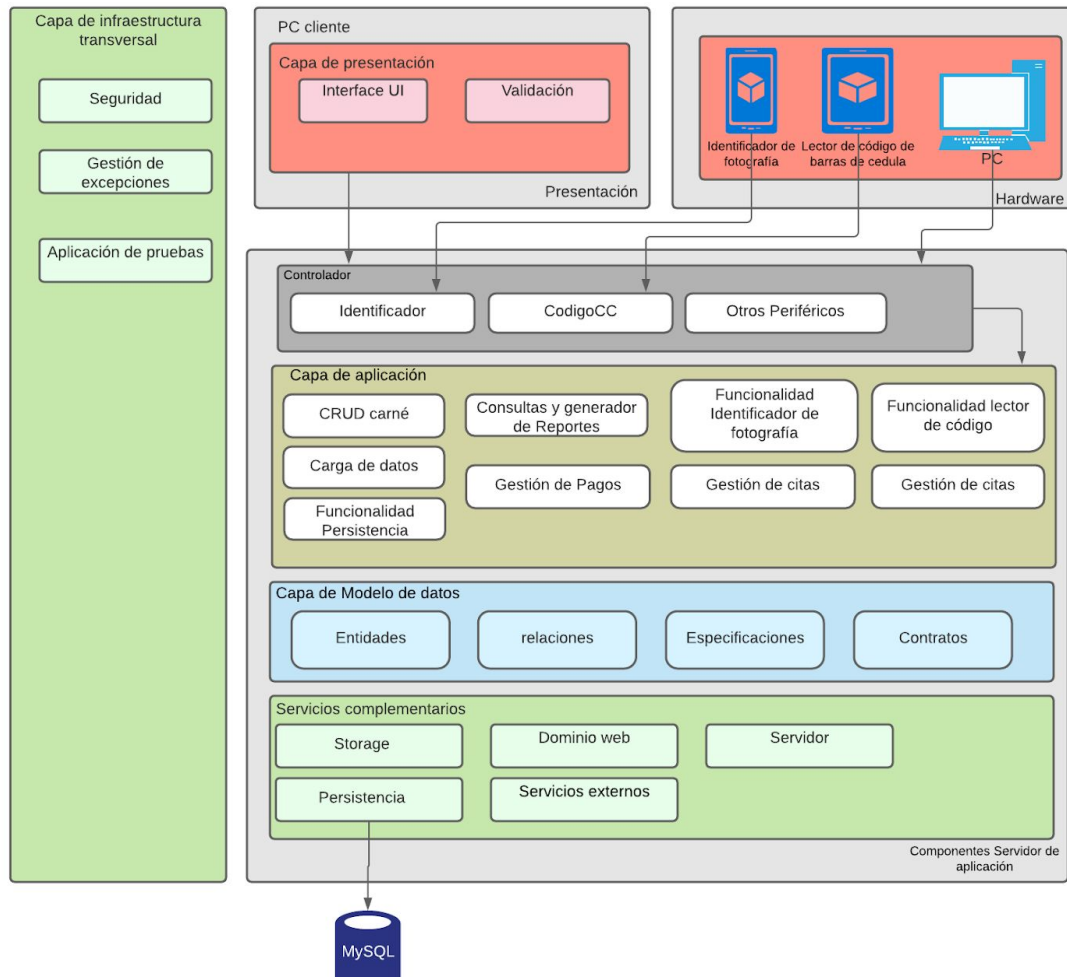 Capa de infraestructura
transversal
Seguridad
Gestión de
excepciones
Aplicación de pruebas
PC cliente
Capa de presentación
Interface UI
Validación
Presentación
Identificador de
fotografía
Lector de código de
barras de cedula
PC
Hardware
Controlador
Identificador
CodigoCC
Otros Periféricos
Capa de aplicación
CRUD carné
Consultas y generador
de Reportes
Funcionalidad
Identificador de
fotografía
Funcionalidad lector
de código
Carga de datos
Gestión de Pagos
Gestión de citas
Gestión de citas
Funcionalidad
Persistencia
Capa de Modelo de datos
Entidades
relaciones
Especificaciones
Contratos
Servicios complementarios
Storage
Dominio web
Servidor
Persistencia
Servicios externos
Componentes Servidor de
aplicación
MySQL